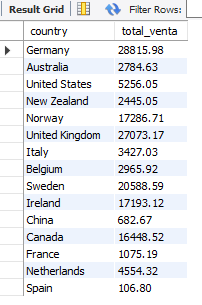 Result Grid Filter Rows:
country total_venta
Germany 28815.98
Australia 2784.63
United States 5256.05
New Zealand 2445.05
Norway 17286.71
United Kingdom 27073.17
Italy 3427.03
Belgium 2965.92
Sweden 20588.59
Ireland 17193.12
China 682.67
Canada 16448.52
France 1075.19
Netherlands 4554.32
Spain 106.80